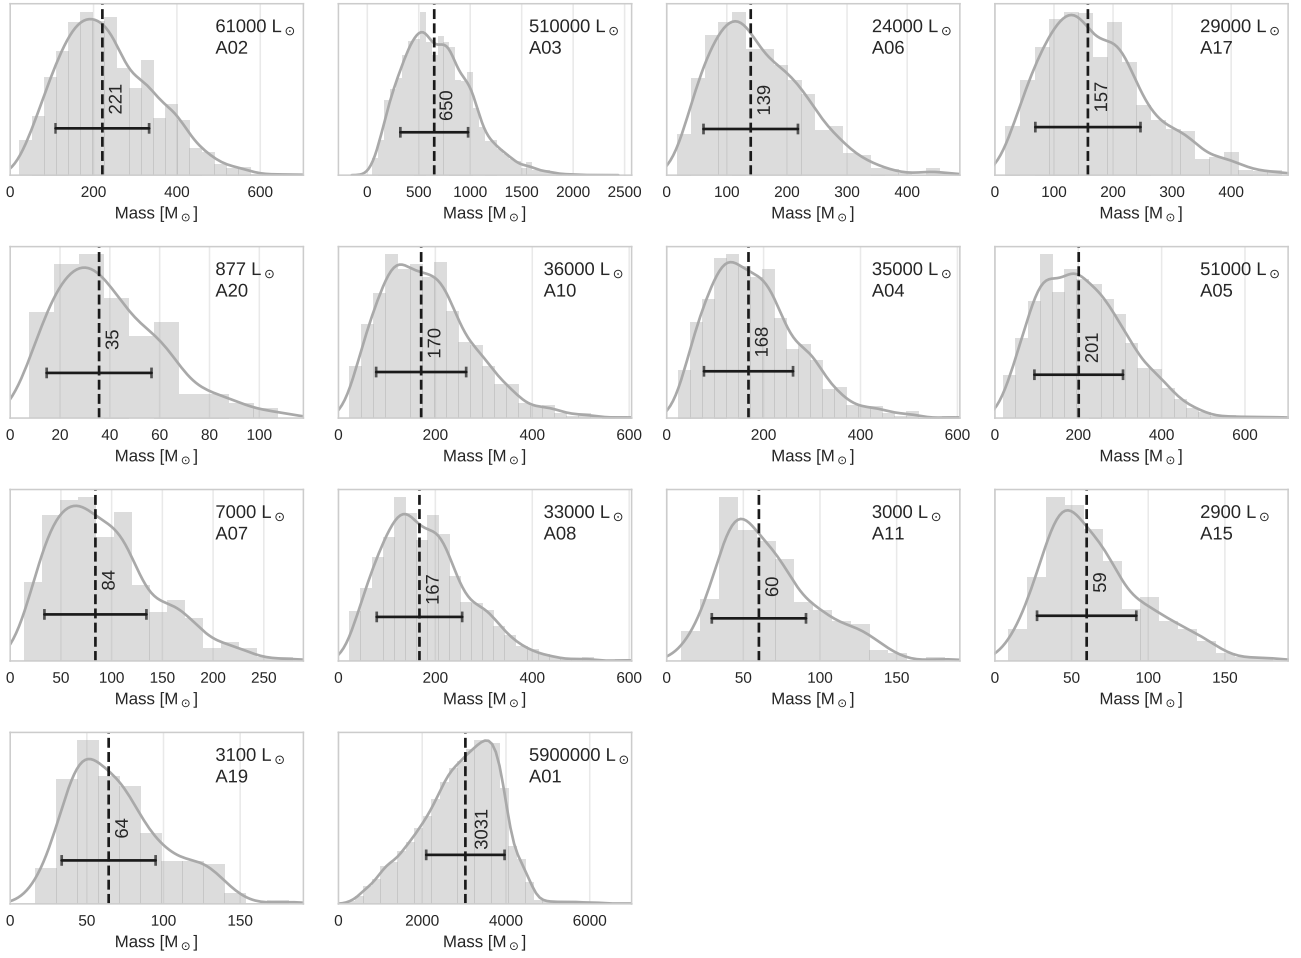 61000 L⊙
A02
221
0 200 400 600
Mass [M⊙]
510000 L⊙
A03
650
0 500 1000 1500 2000 2500
Mass [M⊙]
24000 L⊙
A06
139
0 100 200 300 400
Mass [M⊙]
29000 L⊙
A17
157
0 100 200 300 400
Mass [M⊙]
877 L⊙
A20
35
0 20 40 60 80 100
Mass [M⊙]
36000 L⊙
A10
170
0 200 400 600
Mass [M⊙]
35000 L⊙
A04
168
0 200 400 600
Mass [M⊙]
51000 L⊙
A05
201
0 200 400 600
Mass [M⊙]
7000 L⊙
A07
84
0 50 100 150 200 250
Mass [M⊙]
33000 L⊙
A08
167
0 200 400 600
Mass [M⊙]
3000 L⊙
A11
60
0 50 100 150
Mass [M⊙]
2900 L⊙
A15
59
0 50 100 150
Mass [M⊙]
3100 L⊙
A19
64
0 50 100 150
Mass [M⊙]
5900000 L⊙
A01
3031
0 2000 4000 6000
Mass [M⊙]